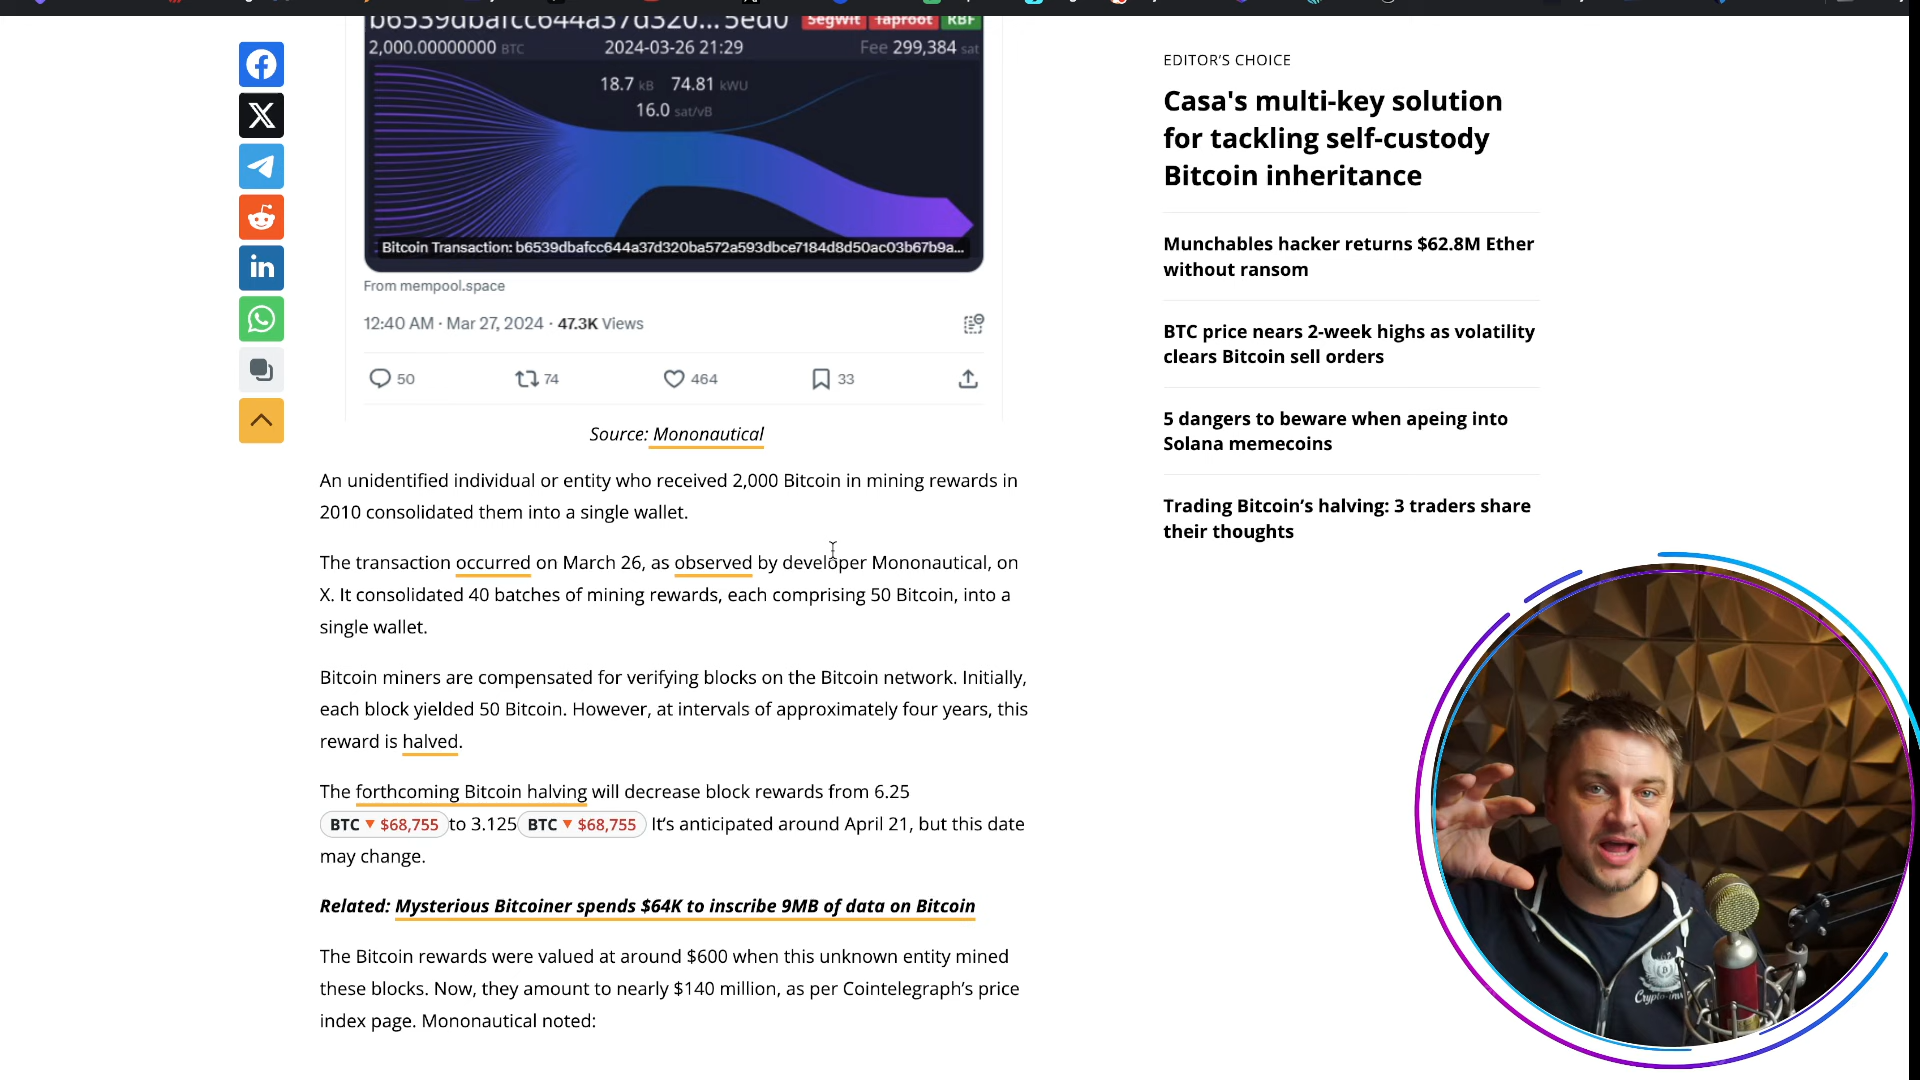 b6539dbafcc644a37d320...5ed0
SegWit Taproot RBF
2,000.00000000 BTC 2024-03-26 21:29 Fee 299,384 sat
18.7 kB 74.81 kWU
16.0 sat/vB
Bitcoin Transaction: b6539dbafcc644a37d320ba572a593dbce7184d8d50ac03b67b9a...
From mempool.space
12:40 AM · Mar 27, 2024 · 47.3K Views
50 74 464 33
Source: Mononautical
An unidentified individual or entity who received 2,000 Bitcoin in mining rewards in
2010 consolidated them into a single wallet.
The transaction occurred on March 26, as observed by developer Mononautical, on
X. It consolidated 40 batches of mining rewards, each comprising 50 Bitcoin, into a
single wallet.
Bitcoin miners are compensated for verifying blocks on the Bitcoin network. Initially,
each block yielded 50 Bitcoin. However, at intervals of approximately four years, this
reward is halved.
The forthcoming Bitcoin halving will decrease block rewards from 6.25
BTC ▼ $68,755 to 3.125 BTC ▼ $68,755 It's anticipated around April 21, but this date
may change.
Related: Mysterious Bitcoiner spends $64K to inscribe 9MB of data on Bitcoin
The Bitcoin rewards were valued at around $600 when this unknown entity mined
these blocks. Now, they amount to nearly $140 million, as per Cointelegraph's price
index page. Mononautical noted:
EDITOR'S CHOICE
Casa's multi-key solution
for tackling self-custody
Bitcoin inheritance
Munchables hacker returns $62.8M Ether
without ransom
BTC price nears 2-week highs as volatility
clears Bitcoin sell orders
5 dangers to beware when apeing into
Solana memecoins
Trading Bitcoin's halving: 3 traders share
their thoughts